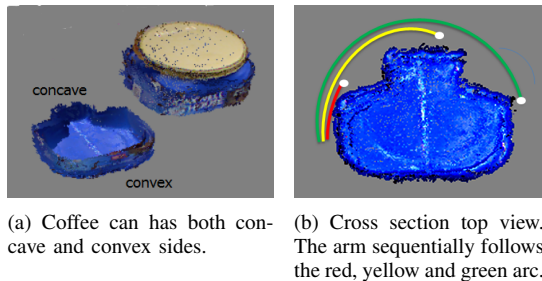 concave
convex
(a) Coffee can has both con-
cave and convex sides.
(b) Cross section top view.
The arm sequentially follows
the red, yellow and green arc.